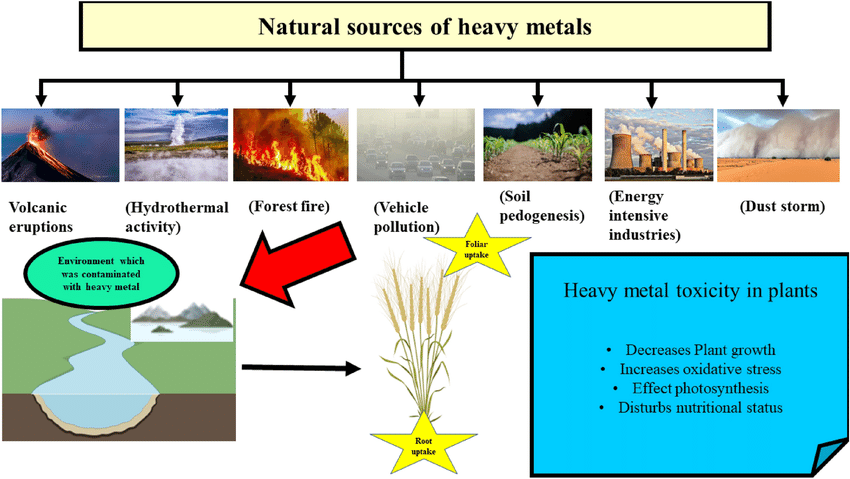 Natural sources of heavy metals
Volcanic
eruptions
(Hydrothermal
activity)
(Forest fire)
(Vehicle
pollution)
(Soil
pedogenesis)
(Energy
intensive
industries)
(Dust storm)
Environment which
was contaminated
with heavy metal
Foliar
uptake
Root
uptake
Heavy metal toxicity in plants
• Decreases Plant growth
• Increases oxidative stress
• Effect photosynthesis
• Disturbs nutritional status